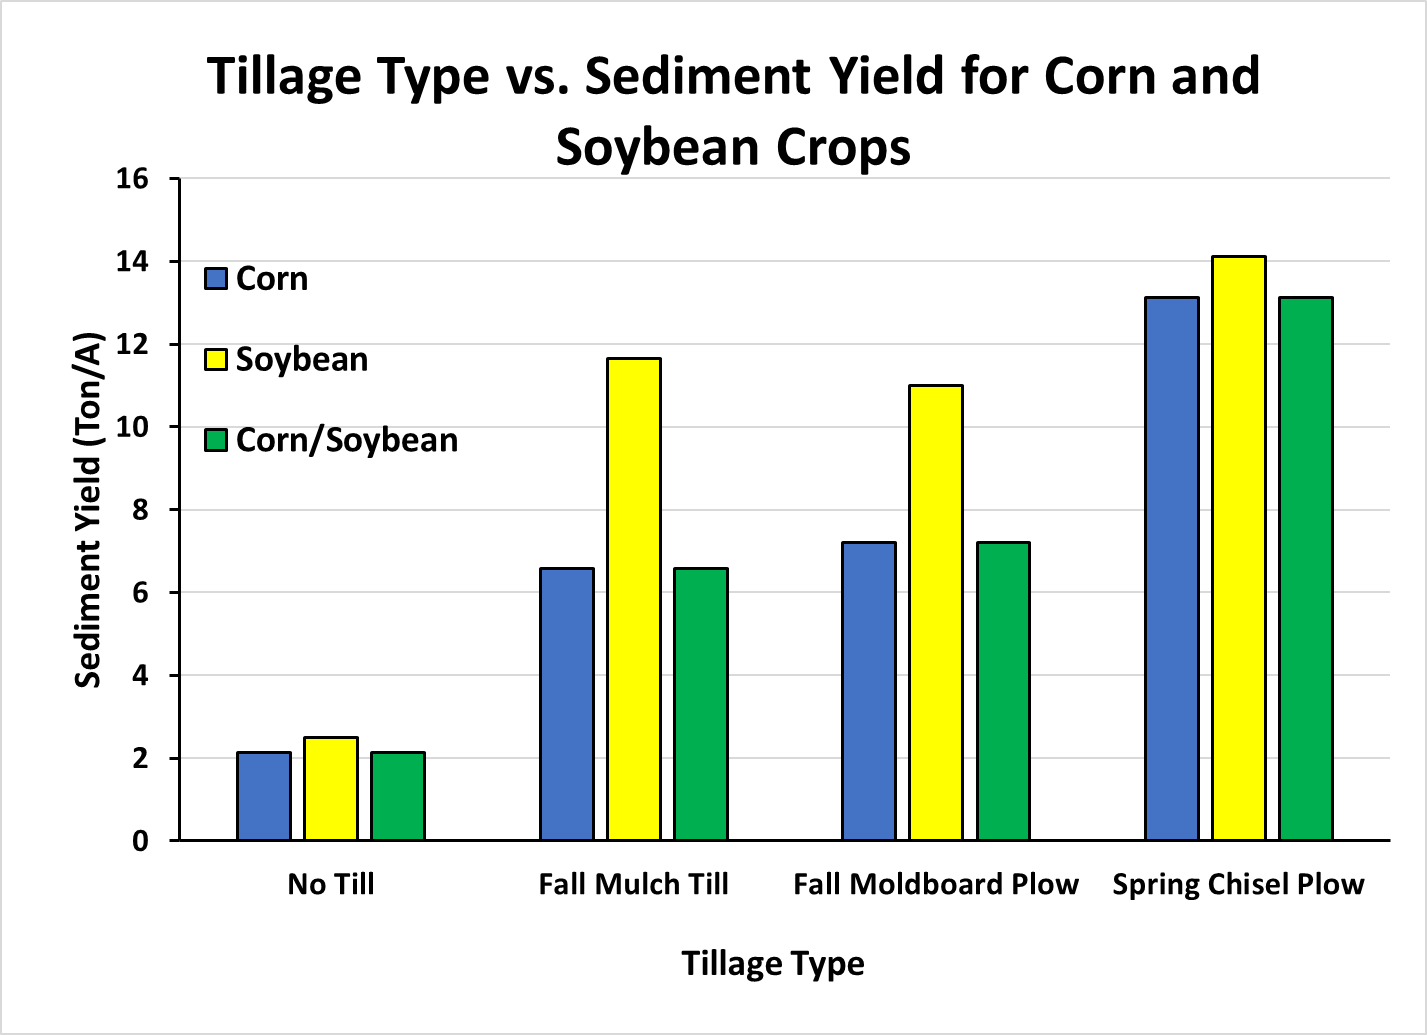 Tillage Type vs. Sediment Yield for Corn and
Soybean Crops
16
14
12
10
8
6
4
2
0
Sediment Yield (Ton/A)
Corn
Soybean
Corn/Soybean
No Till
Fall Mulch Till
Fall Moldboard Plow
Spring Chisel Plow
Tillage Type